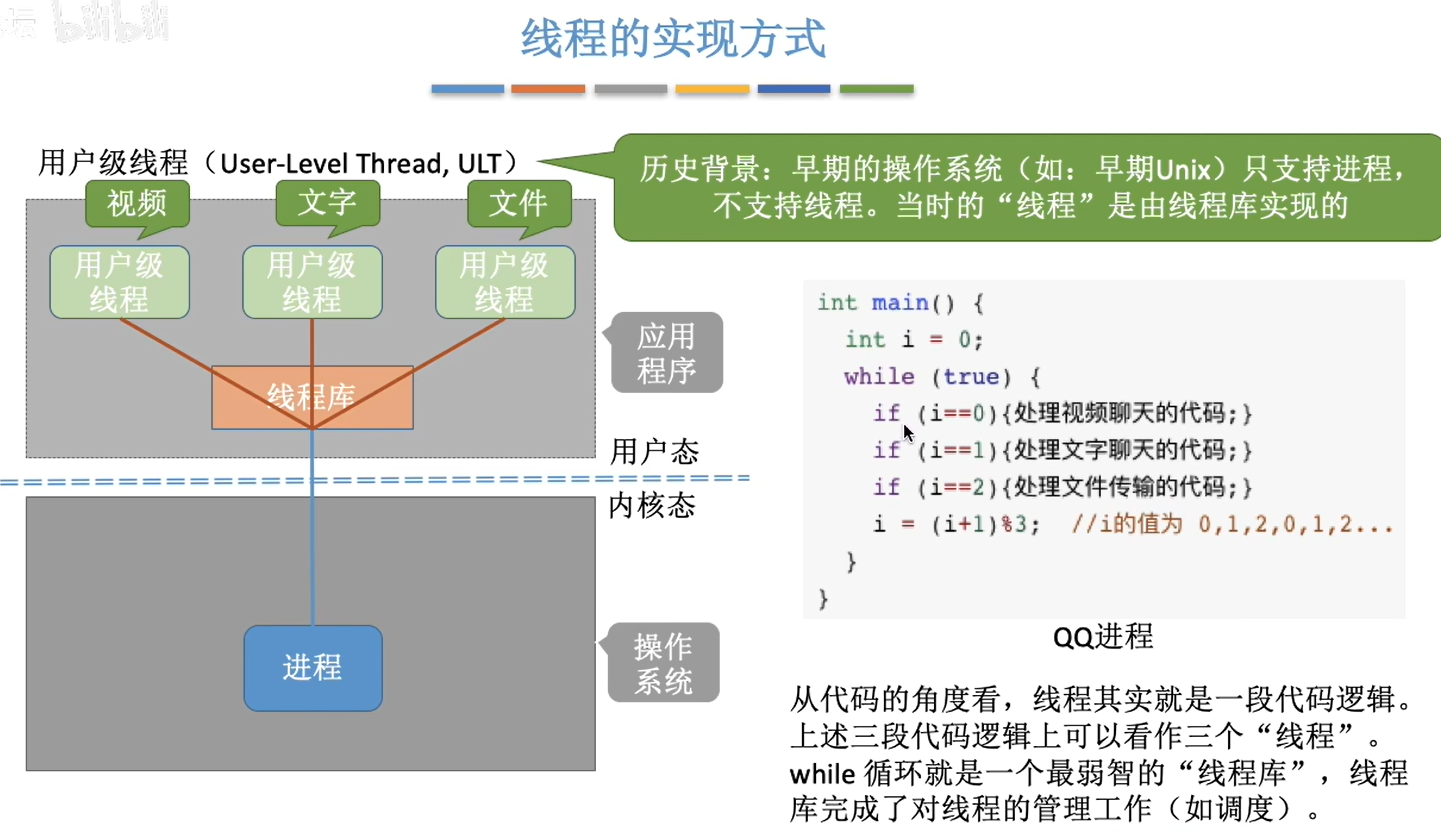 bilibili
线程的实现方式
用户级线程（User-Level Thread, ULT）
历史背景：早期的操作系统（如：早期Unix）只支持进程，
不支持线程。当时的“线程”是由线程库实现的
视频
文字
文件
用户级
线程
用户级
线程
用户级
线程
线程库
应用
程序
用户态
内核态
进程
操作
系统
int main() {
int i = 0;
while (true) {
if (i==0){处理视频聊天的代码;}
if (i==1){处理文字聊天的代码;}
if (i==2){处理文件传输的代码;}
i = (i+1)%3; //i的值为 0,1,2,0,1,2...
}
}
QQ进程
从代码的角度看，线程其实就是一段代码逻辑。
上述三段代码逻辑上可以看作三个“线程”。
while 循环就是一个最弱智的“线程库”，线程
库完成了对线程的管理工作（如调度）。